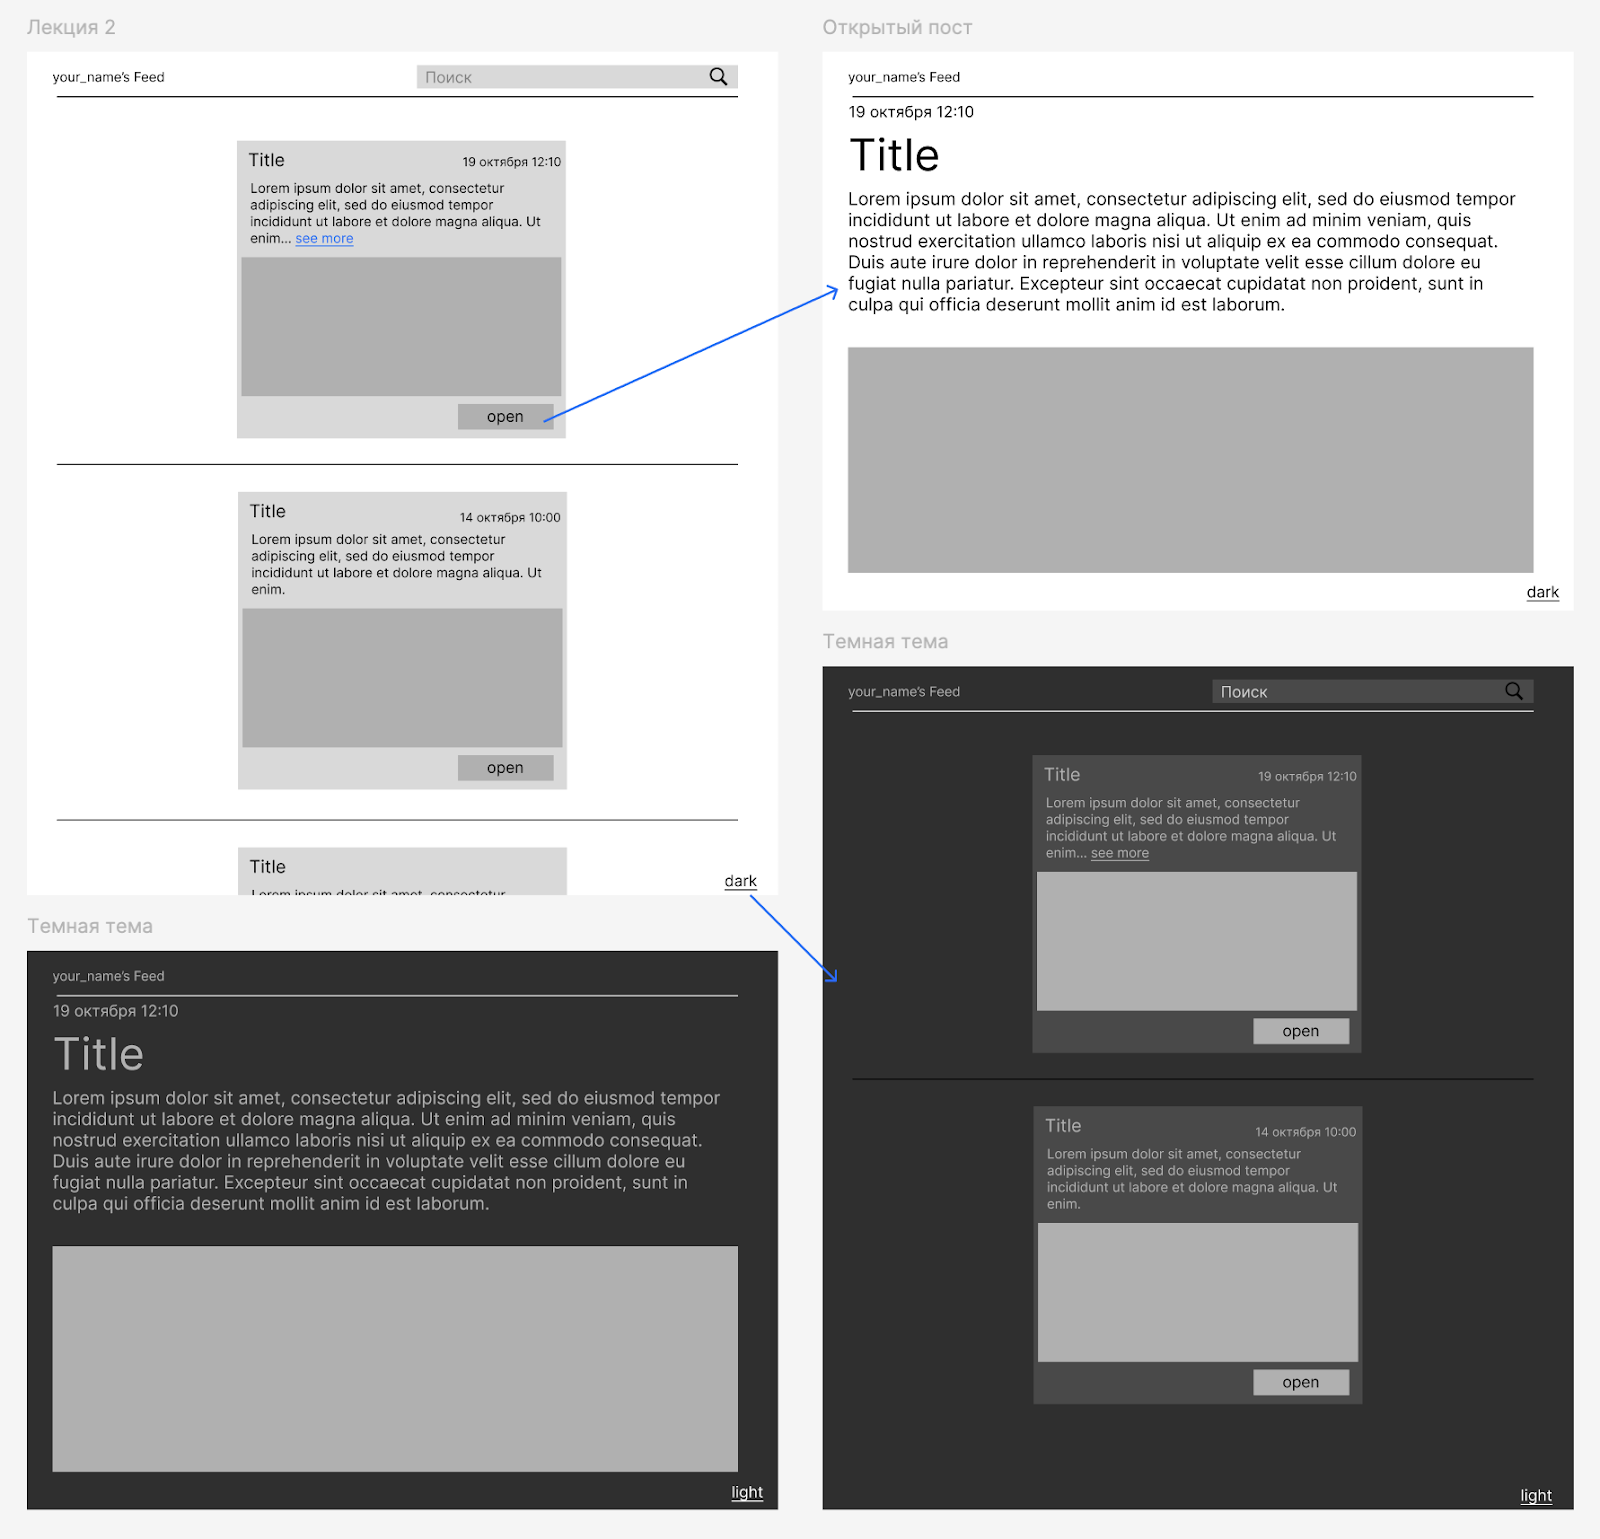 Лекция 2
your_name's Feed
Поиск
Title
19 октября 12:10
Lorem ipsum dolor sit amet, consectetur
adipiscing elit, sed do eiusmod tempor
incididunt ut labore et dolore magna aliqua. Ut
enim... see more
open
Title
14 октября 10:00
Lorem ipsum dolor sit amet, consectetur
adipiscing elit, sed do eiusmod tempor
incididunt ut labore et dolore magna aliqua. Ut
enim.
open
Title
Lorem ipsum dolor sit amet, consectetur
dark
Открытый пост
your_name's Feed
19 октября 12:10
Title
Lorem ipsum dolor sit amet, consectetur adipiscing elit, sed do eiusmod tempor
incididunt ut labore et dolore magna aliqua. Ut enim ad minim veniam, quis
nostrud exercitation ullamco laboris nisi ut aliquip ex ea commodo consequat.
Duis aute irure dolor in reprehenderit in voluptate velit esse cillum dolore eu
fugiat nulla pariatur. Excepteur sint occaecat cupidatat non proident, sunt in
culpa qui officia deserunt mollit anim id est laborum.
dark
Темная тема
your_name's Feed
19 октября 12:10
Title
Lorem ipsum dolor sit amet, consectetur adipiscing elit, sed do eiusmod tempor
incididunt ut labore et dolore magna aliqua. Ut enim ad minim veniam, quis
nostrud exercitation ullamco laboris nisi ut aliquip ex ea commodo consequat.
Duis aute irure dolor in reprehenderit in voluptate velit esse cillum dolore eu
fugiat nulla pariatur. Excepteur sint occaecat cupidatat non proident, sunt in
culpa qui officia deserunt mollit anim id est laborum.
light
Темная тема
your_name's Feed
Поиск
Title
19 октября 12:10
Lorem ipsum dolor sit amet, consectetur
adipiscing elit, sed do eiusmod tempor
incididunt ut labore et dolore magna aliqua. Ut
enim... see more
open
Title
14 октября 10:00
Lorem ipsum dolor sit amet, consectetur
adipiscing elit, sed do eiusmod tempor
incididunt ut labore et dolore magna aliqua. Ut
enim.
open
light